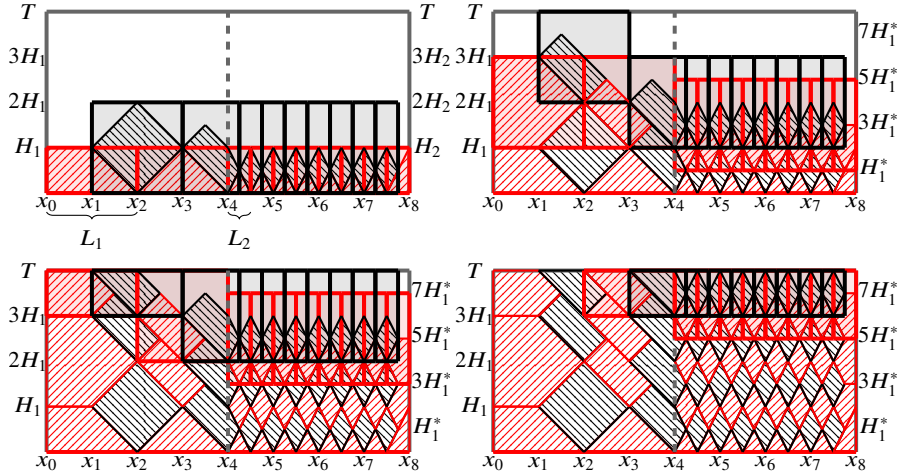 T T
3H₁ 3H₂
2H₁ 2H₂
H₁ H₂
x₀ x₁ x₂ x₃ x₄ x₅ x₆ x₇ x₈
L₁ L₂
T
3H₁ 7H₁*
2H₁ 5H₁*
H₁ 3H₁*
H₁*
x₀ x₁ x₂ x₃ x₄ x₅ x₆ x₇ x₈
T
3H₁ 7H₁*
2H₁ 5H₁*
H₁ 3H₁*
H₁*
x₀ x₁ x₂ x₃ x₄ x₅ x₆ x₇ x₈
T
3H₁ 7H₁*
2H₁ 5H₁*
H₁ 3H₁*
H₁*
x₀ x₁ x₂ x₃ x₄ x₅ x₆ x₇ x₈